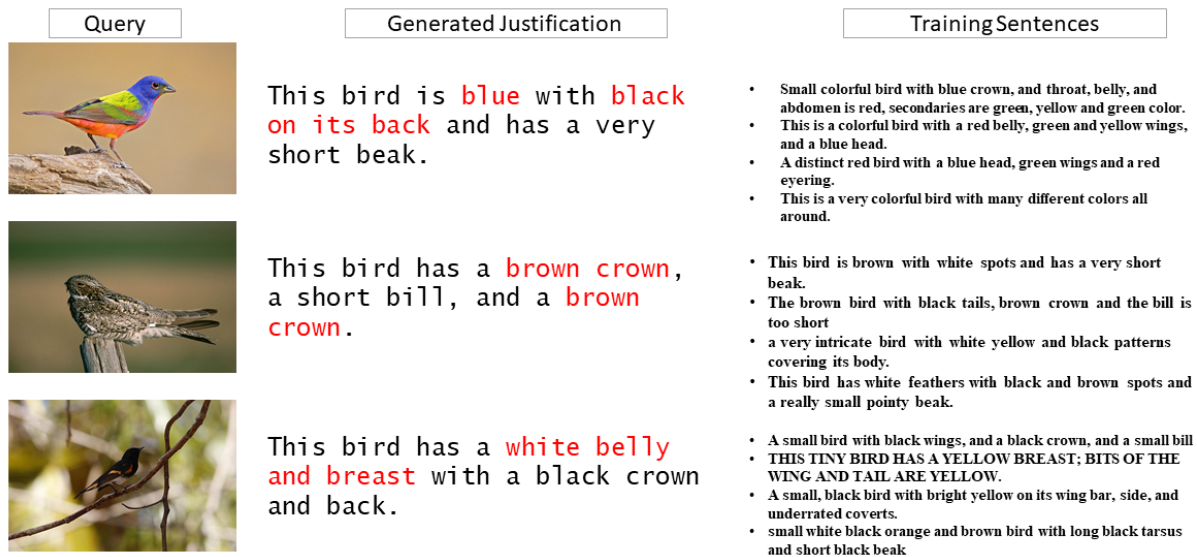 Query
Generated Justification
Training Sentences
This bird is blue with black
on its back and has a very
short beak.
• Small colorful bird with blue crown, and throat, belly, and
abdomen is red, secondaries are green, yellow and green color.
• This is a colorful bird with a red belly, green and yellow wings,
and a blue head.
• A distinct red bird with a blue head, green wings and a red
eyering.
• This is a very colorful bird with many different colors all
around.
This bird has a brown crown,
a short bill, and a brown
crown.
• This bird is brown with white spots and has a very short
beak.
• The brown bird with black tails, brown crown and the bill is
too short
• a very intricate bird with white yellow and black patterns
covering its body.
• This bird has white feathers with black and brown spots and
a really small pointy beak.
This bird has a white belly
and breast with a black crown
and back.
• A small bird with black wings, and a black crown, and a small bill
• THIS TINY BIRD HAS A YELLOW BREAST; BITS OF THE
WING AND TAIL ARE YELLOW.
• A small, black bird with bright yellow on its wing bar, side, and
underrated coverts.
• small white black orange and brown bird with long black tarsus
and short black beak